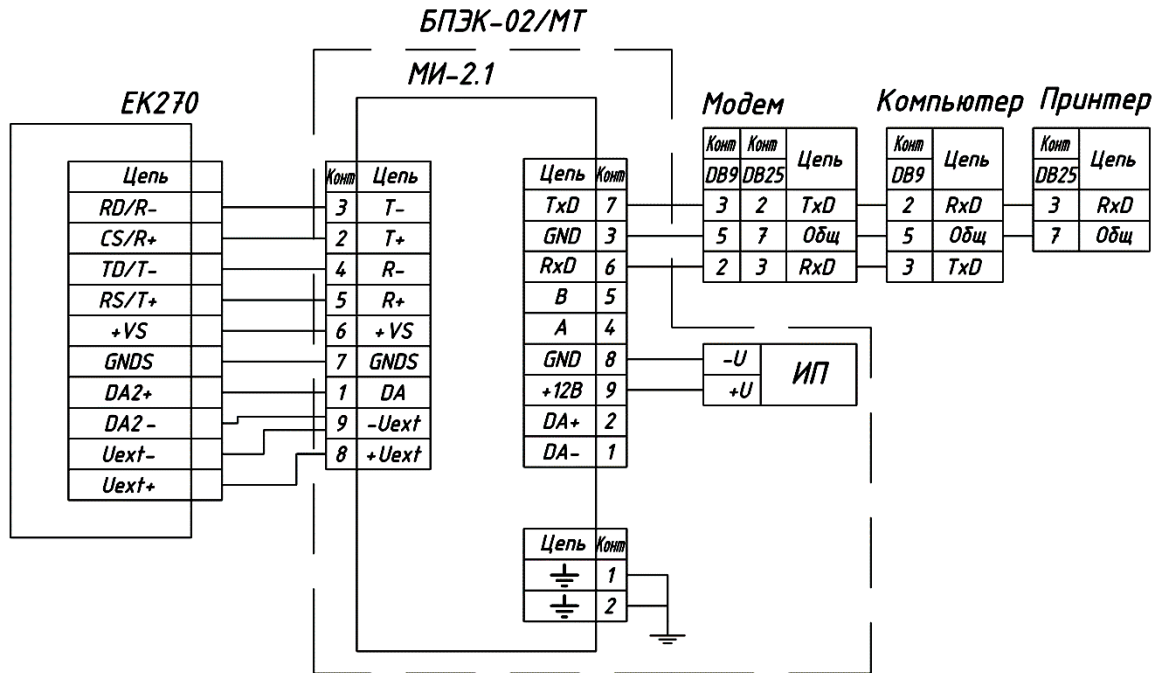 БПЭК-02/МТ
МИ-2.1
ЕК270
Цепь
RD/R-
CS/R+
TD/T-
RS/T+
+VS
GNDS
DA2+
DA2-
Uext-
Uext+
Конт Цепь
3 T-
2 T+
4 R-
5 R+
6 +VS
7 GNDS
1 DA
9 -Uext
8 +Uext
Цепь Конт
TxD 7
GND 3
RxD 6
B 5
A 4
GND 8
+12В 9
DA+ 2
DA- 1
Цепь Конт
1
2
Модем
Конт Конт Цепь
DB9 DB25
3 2 TxD
5 7 Общ
2 3 RxD
Компьютер
Конт Цепь
DB9
2 RxD
5 Общ
3 TxD
Принтер
Конт Цепь
DB25
3 RxD
7 Общ
-U ИП
+U